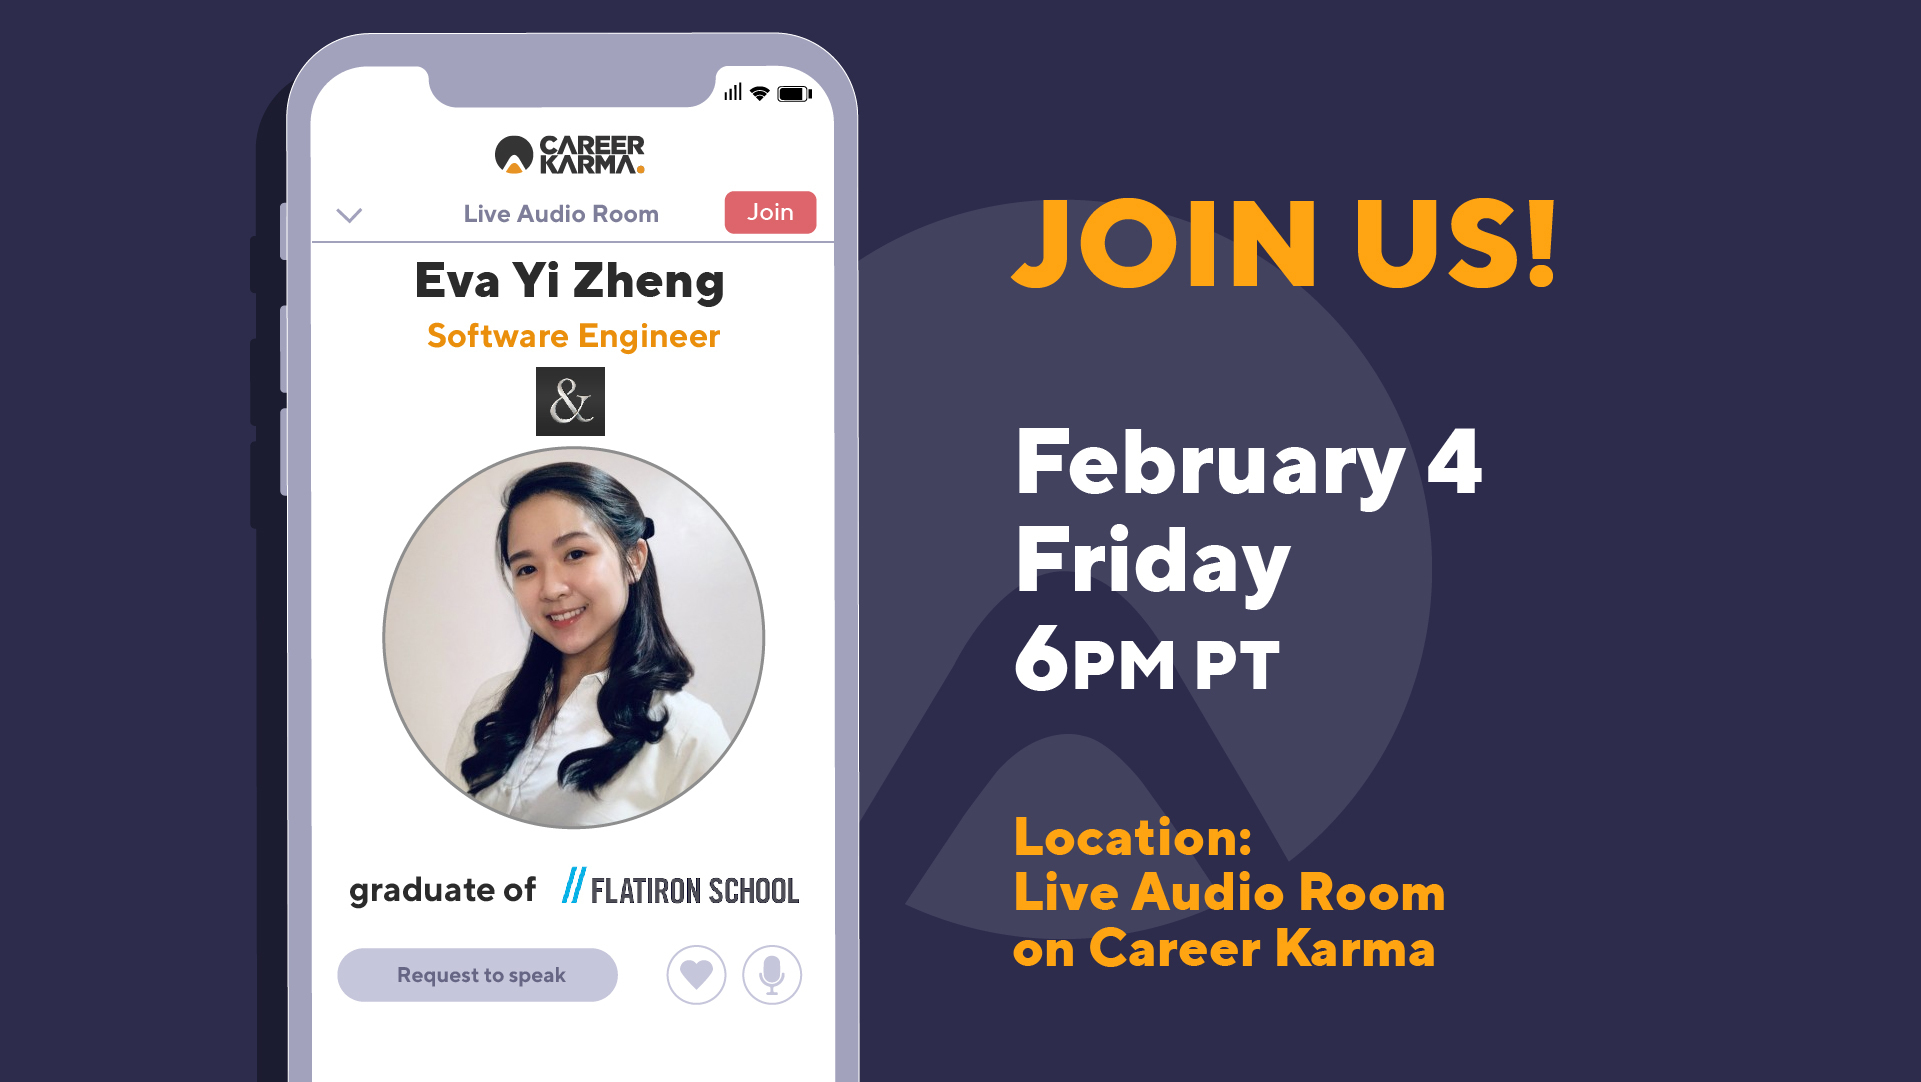 CAREER
KARMA.
Live Audio Room
Join
Eva Yi Zheng
Software Engineer
&
graduate of // FLATIRON SCHOOL
Request to speak
JOIN US!
February 4
Friday
6PM PT
Location:
Live Audio Room
on Career Karma